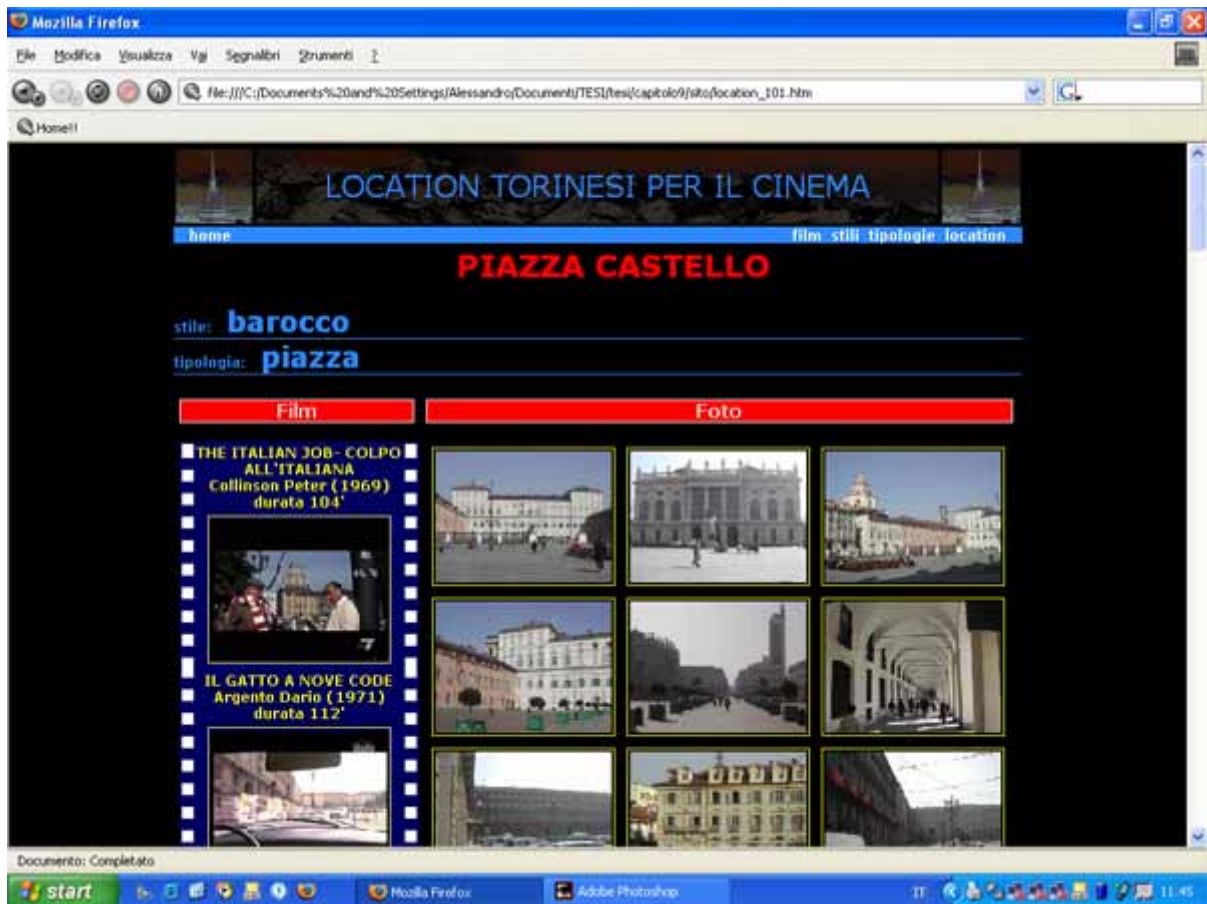 Mozilla Firefox
File Modifica Visualizza Vai Segnalibri Strumenti ?
file:///C:/Documents%20and%20Settings/Alessandro/Documenti/TESI/tesi/capitolo9/sito/location_101.htm
Home!!
LOCATION TORINESI PER IL CINEMA
home film stili tipologie location
PIAZZA CASTELLO
stile: barocco
tipologia: piazza
Film Foto
THE ITALIAN JOB- COLPO
ALL'ITALIANA
Collinson Peter (1969)
durata 104'
IL GATTO A NOVE CODE
Argento Dario (1971)
durata 112'
Documento: Completato
start Mozilla Firefox Adobe Photoshop IT 11.45